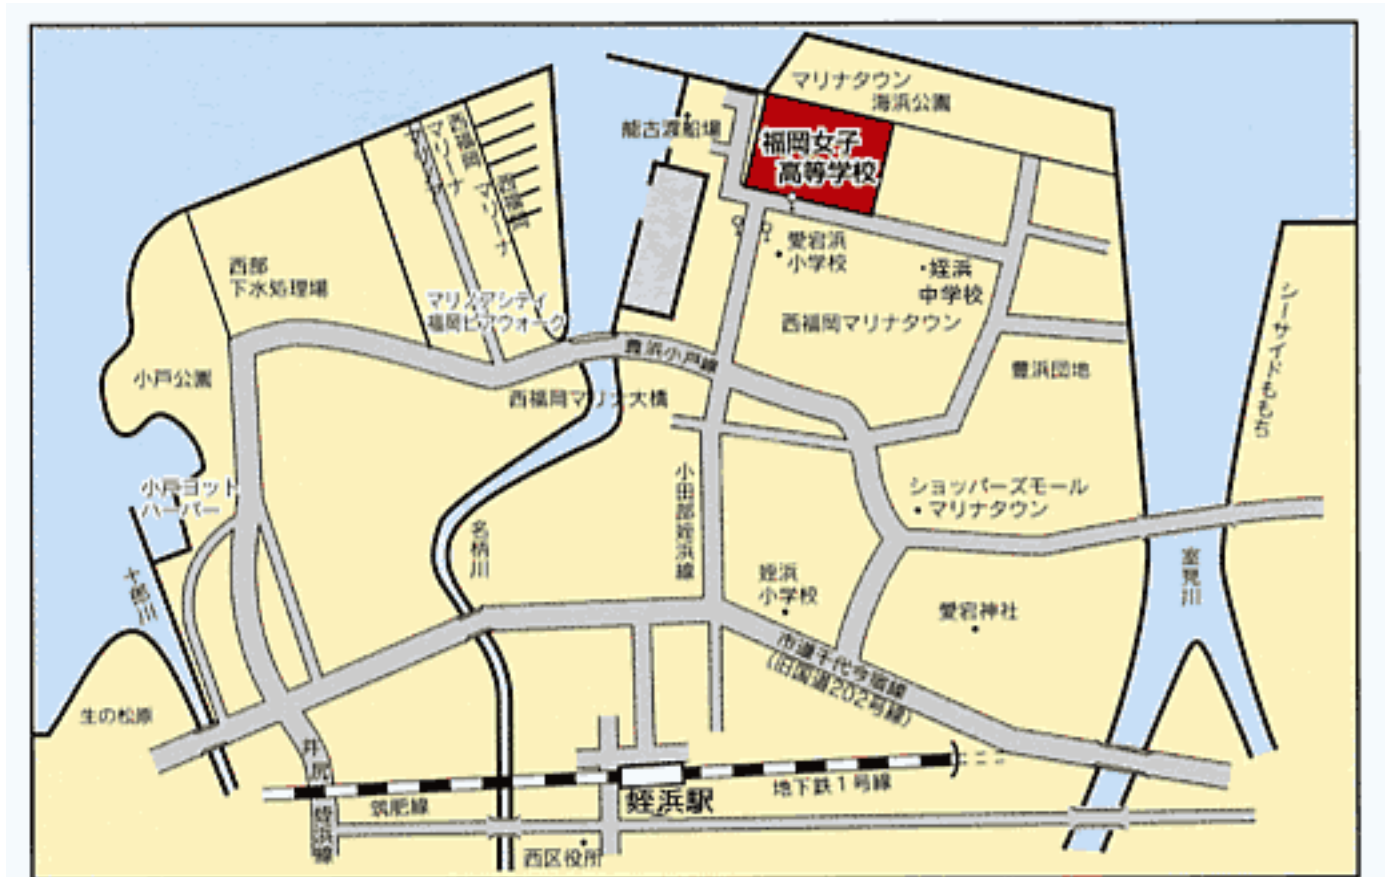 マリナタウン
海浜公園
能古渡船場
福岡女子
高等学校
西福岡
マリーナ
愛宕浜
小学校
姪浜
中学校
西部
下水処理場
マリノアシティ
福岡ピアウォーク
西福岡マリナタウン
シーサイドももち
豊浜小戸線
小戸公園
豊浜団地
西福岡マリナ大橋
小戸ヨット
ハーバー
名柄川
小田部姪浜線
ショッパーズモール
マリナタウン
十郎川
姪浜
小学校
室見川
愛宕神社
市道千代今宿線
(旧国道202号線)
生の松原
井尻
姪浜線
筑肥線
姪浜駅
地下鉄1号線
西区役所